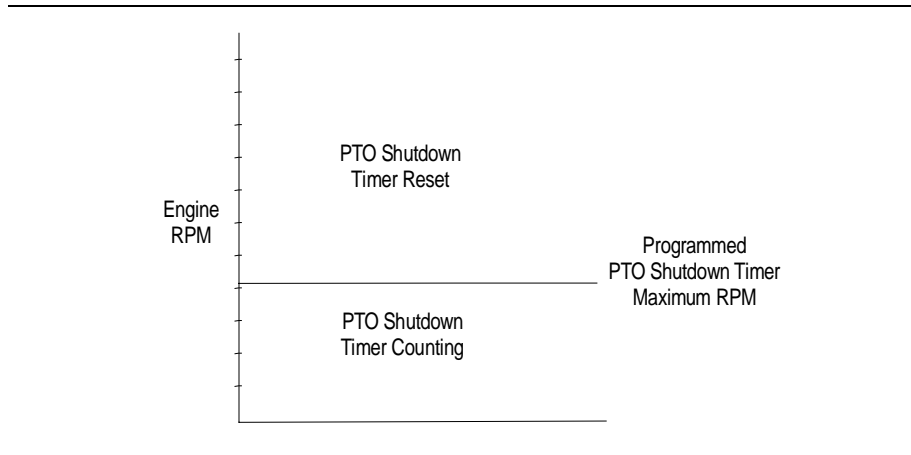 PTO Shutdown
Timer Reset
Engine
RPM
Programmed
PTO Shutdown Timer
Maximum RPM
PTO Shutdown
Timer Counting